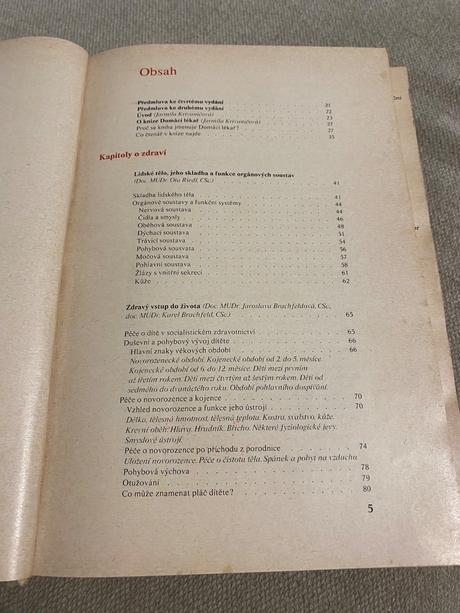 Obsah
Předmluva ke čtvrtému vydání 21
Předmluva ke druhému vydání 22
Úvod (Jarmila Krivaničová) 23
O knize Domácí lékař (Jarmila Krivaničová) 27
Proč se kniha jmenuje Domácí lékař? 27
Co čtenář v knize najde 35
Kapitoly o zdraví
Lidské tělo, jeho skladba a funkce orgánových soustav
(Doc. MUDr. Ota Riedl, CSc.) 41
Skladba lidského těla 41
Orgánové soustavy a funkční systémy 44
Nervová soustava 44
Čidla a smysly 46
Oběhová soustava 48
Dýchací soustava 51
Trávicí soustava 54
Pohybová soustava 56
Močová soustava 57
Pohlavní soustava 58
Žlázy s vnitřní sekrecí 61
Kůže 62
Zdravý vstup do života (Doc. MUDr. Jaroslava Brachfeldová, CSc.,
doc. MUDr. Karel Brachfeld, CSc.) 65
Péče o dítě v socialistickém zdravotnictví 65
Duševní a pohybový vývoj dítěte 66
Hlavní znaky věkových období 66
Novorozenecké období. Kojenecké období od 2. do 5. měsíce.
Kojenecké období od 6. do 12. měsíce. Děti mezi prvním
až třetím rokem. Děti mezi čtvrtým až šestým rokem. Děti od
sedmého do dvanáctého roku. Období pohlavního dospívání.
Péče o novorozence a kojence 70
Vzhled novorozence a funkce jeho ústrojí 70
Délka, tělesná hmotnost, tělesná teplota. Kostra, svalstvo, kůže.
Krevní oběh. Hlava. Hrudník. Břicho. Některé fyziologické jevy.
Smyslové ústrojí.
Péče o novorozence po příchodu z porodnice 74
Uložení novorozence. Péče o čistotu těla. Spánek a pobyt na vzduchu
Pohybová výchova 78
Otužování 79
Co může znamenat pláč dítěte? 80
5